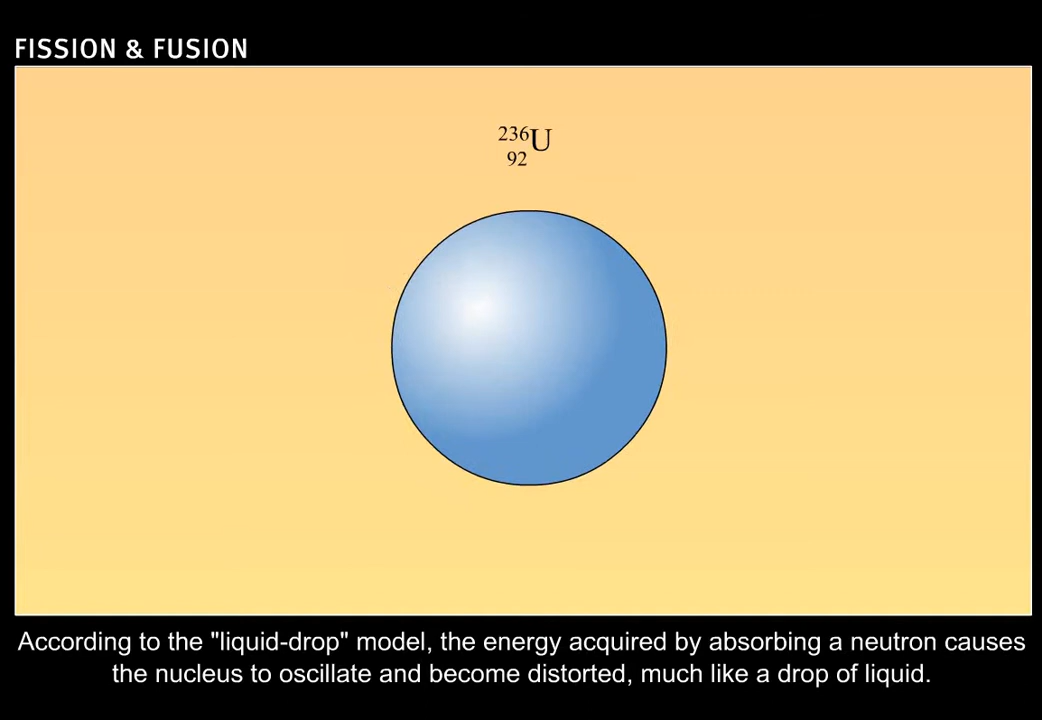 FISSION & FUSION
236
U
92
According to the "liquid-drop" model, the energy acquired by absorbing a neutron causes
the nucleus to oscillate and become distorted, much like a drop of liquid.